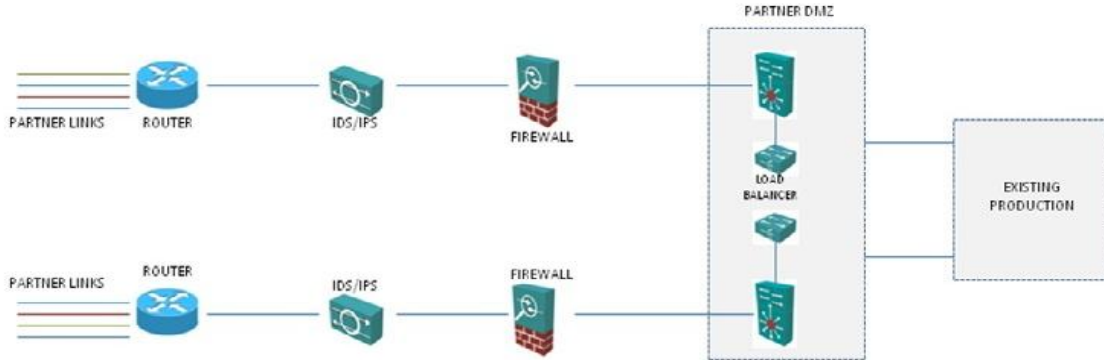 PARTNER DMZ
PARTNER LINKS
ROUTER
IDS/IPS
FIREWALL
LOAD
BALANCER
EXISTING
PRODUCTION
PARTNER LINKS
ROUTER
IDS/IPS
FIREWALL